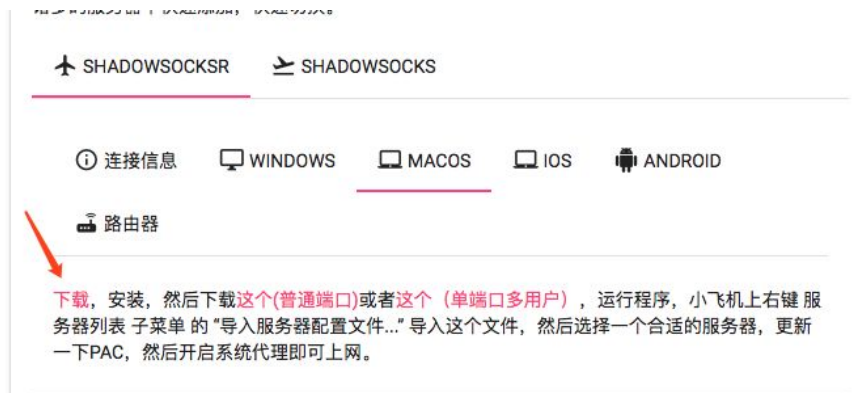 SHADOWSOCKSR SHADOWSOCKS
连接信息 WINDOWS MACOS IOS ANDROID
路由器
下载，安装，然后下载这个(普通端口)或者这个（单端口多用户），运行程序，小飞机上右键 服
务器列表 子菜单 的 “导入服务器配置文件...” 导入这个文件，然后选择一个合适的服务器，更新
一下PAC，然后开启系统代理即可上网。